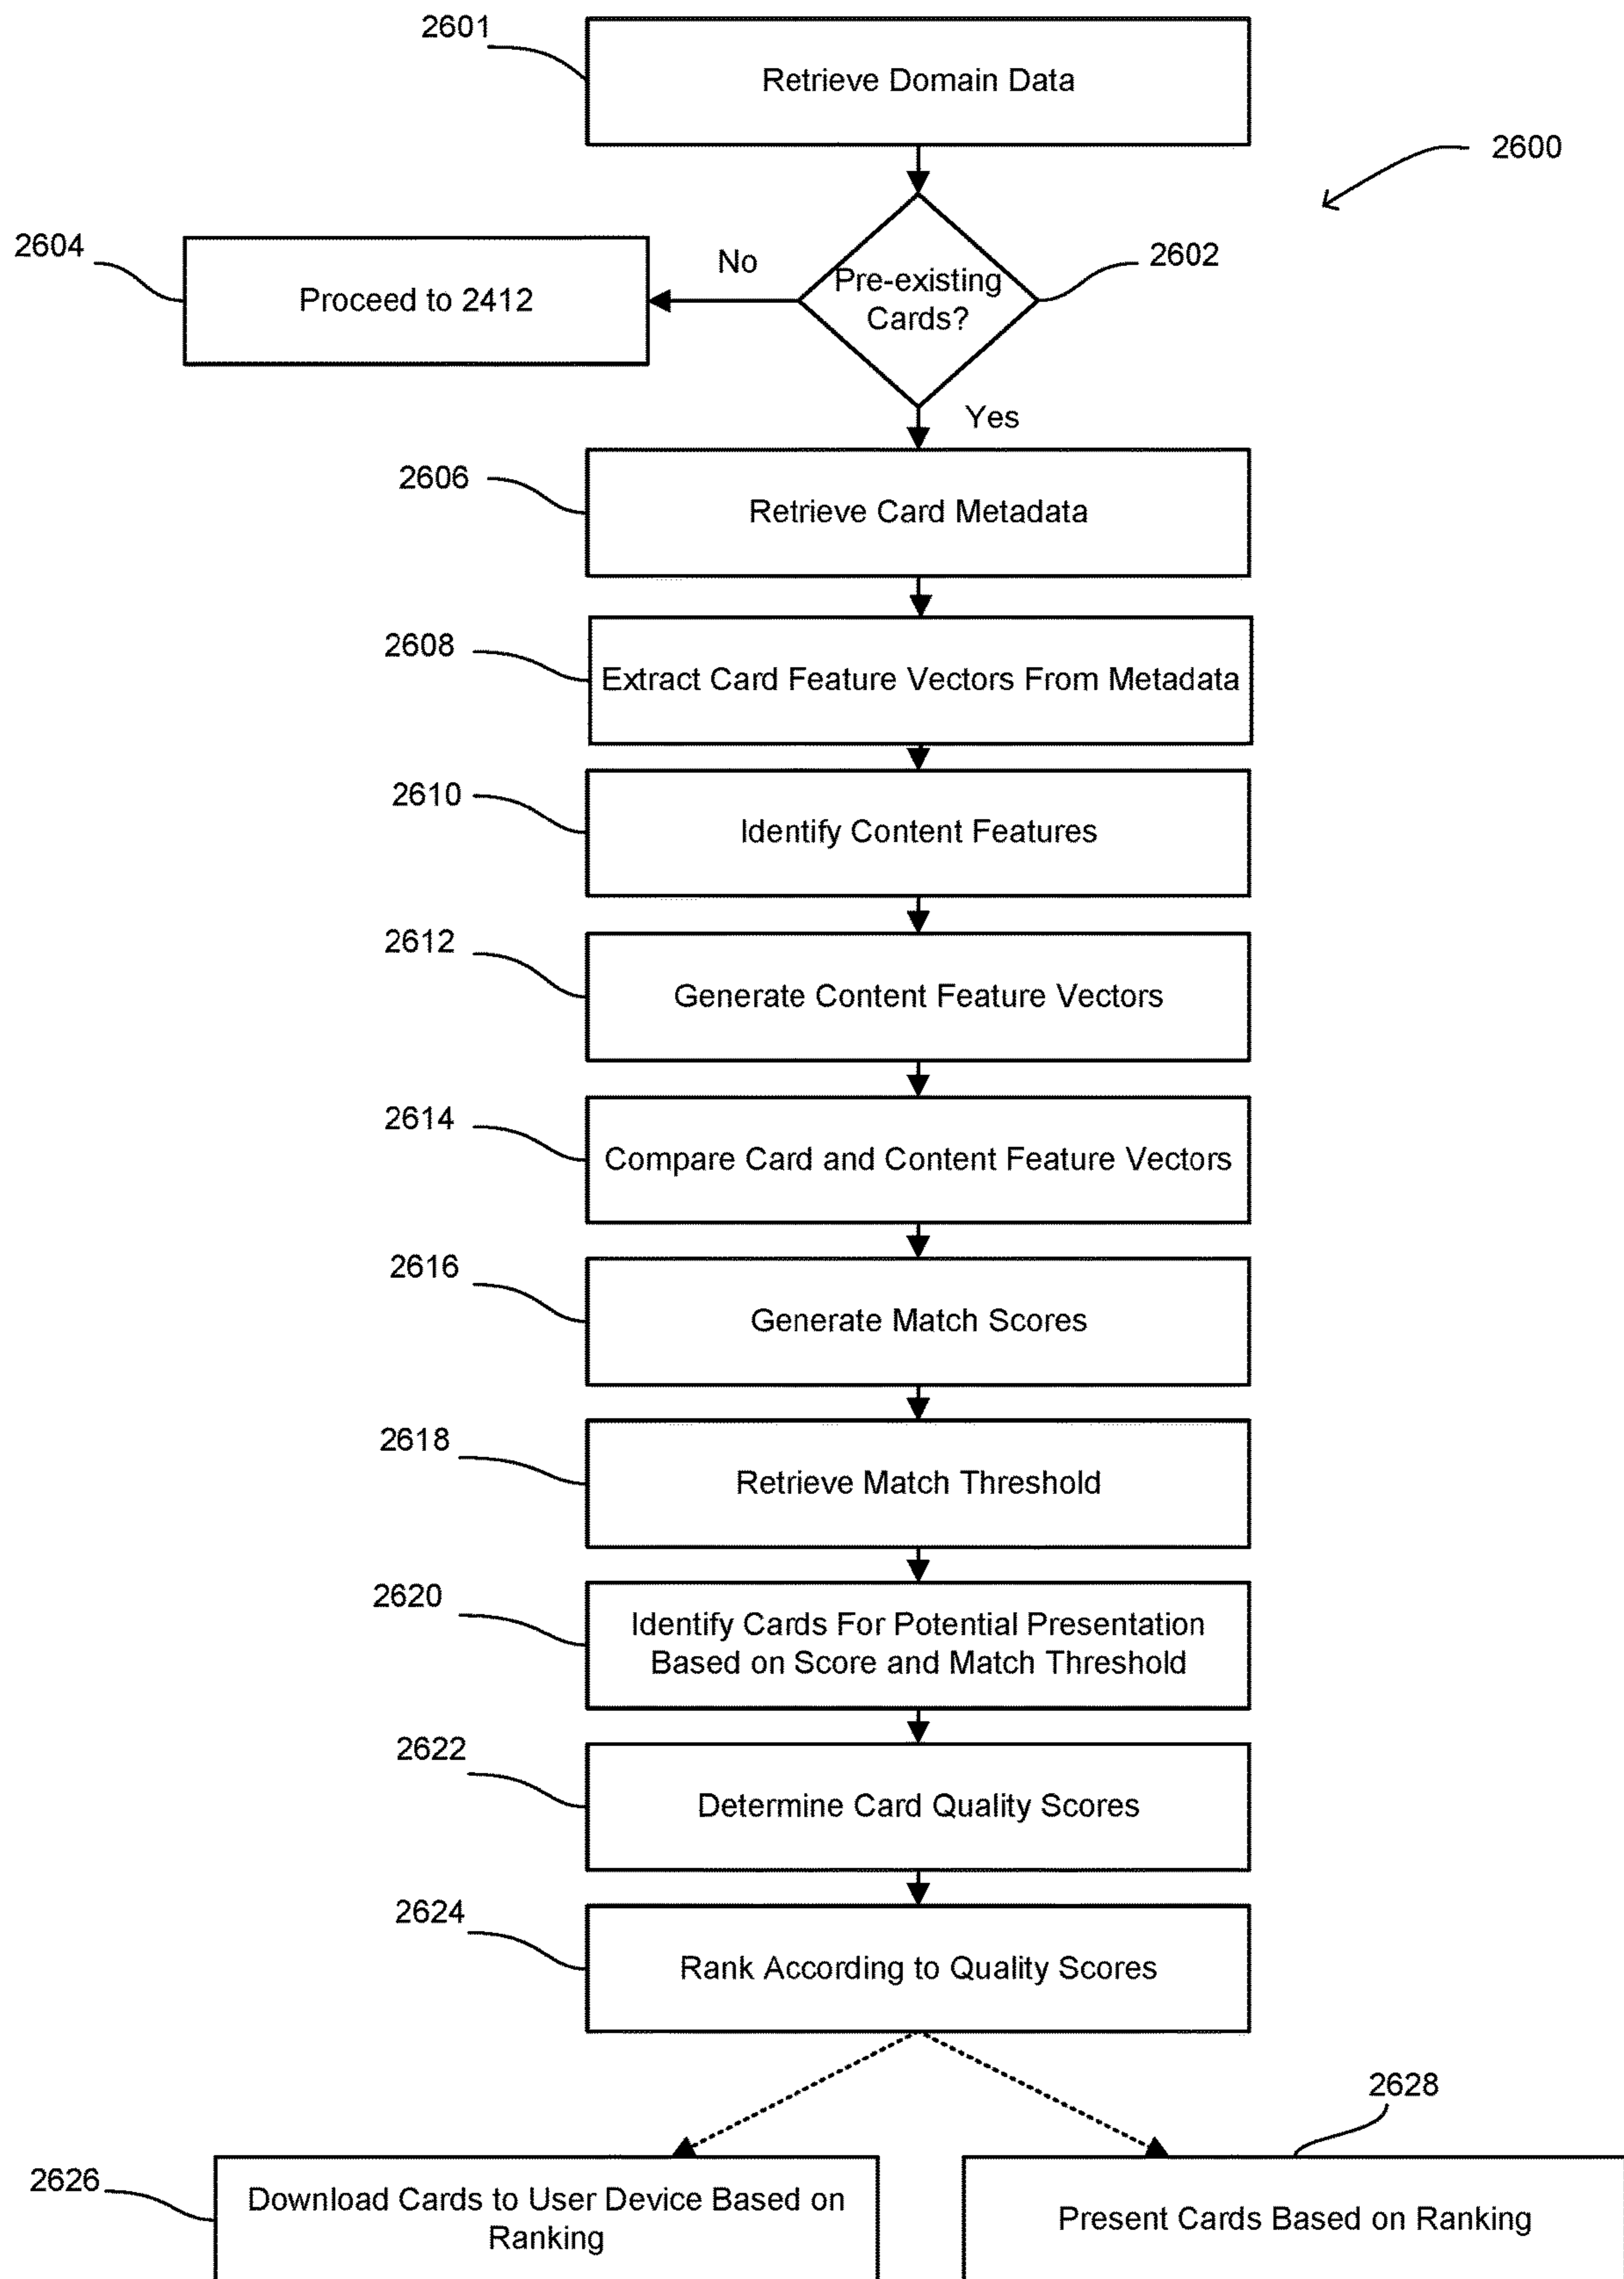 2601
Retrieve Domain Data
2600
2604
Proceed to 2412
No
Pre-existing
Cards?
2602
Yes
2606
Retrieve Card Metadata
2608
Extract Card Feature Vectors From Metadata
2610
Identify Content Features
2612
Generate Content Feature Vectors
2614
Compare Card and Content Feature Vectors
2616
Generate Match Scores
2618
Retrieve Match Threshold
2620
Identify Cards For Potential Presentation
Based on Score and Match Threshold
2622
Determine Card Quality Scores
2624
Rank According to Quality Scores
2626
Download Cards to User Device Based on
Ranking
2628
Present Cards Based on Ranking